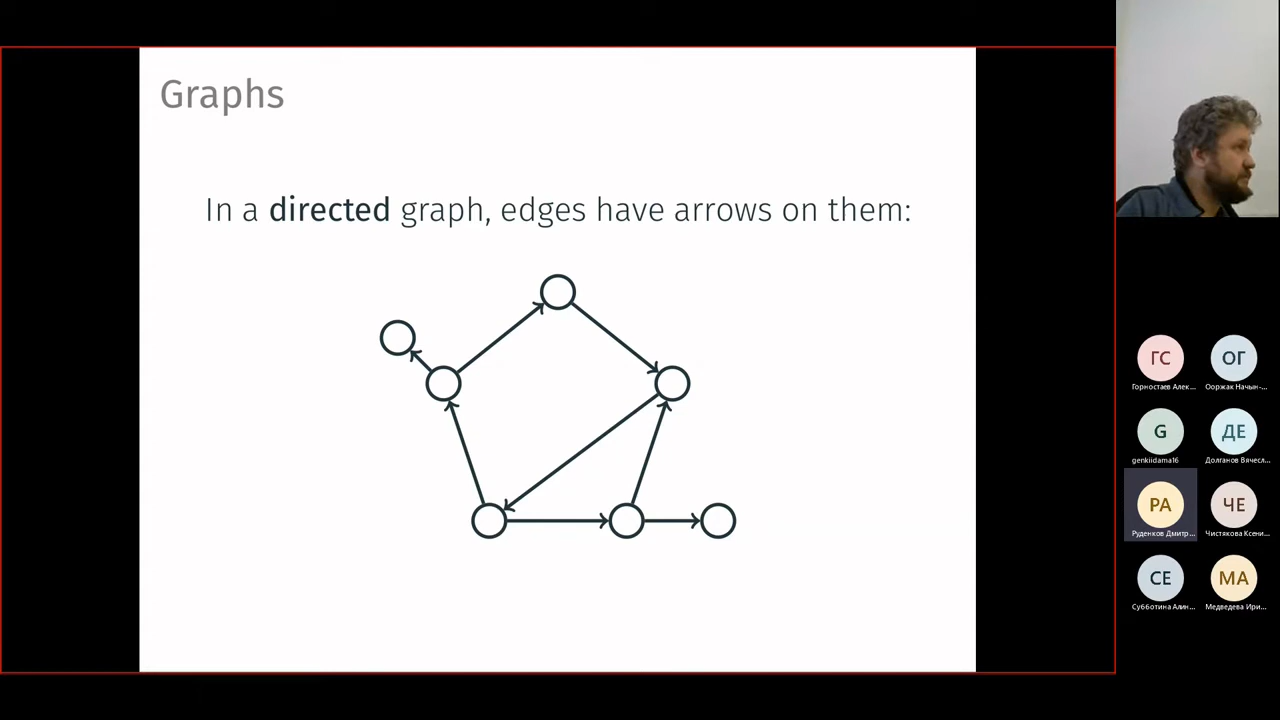 Graphs
In a directed graph, edges have arrows on them:
ГС
ОГ
Горностаев Алек...
Ооржак Начын-...
G
ДЕ
genkiidama16
Долганов Вячесл...
РА
ЧЕ
Руденков Дмитр...
Чистякова Ксени...
СЕ
МА
Субботина Алин...
Медведева Ири...